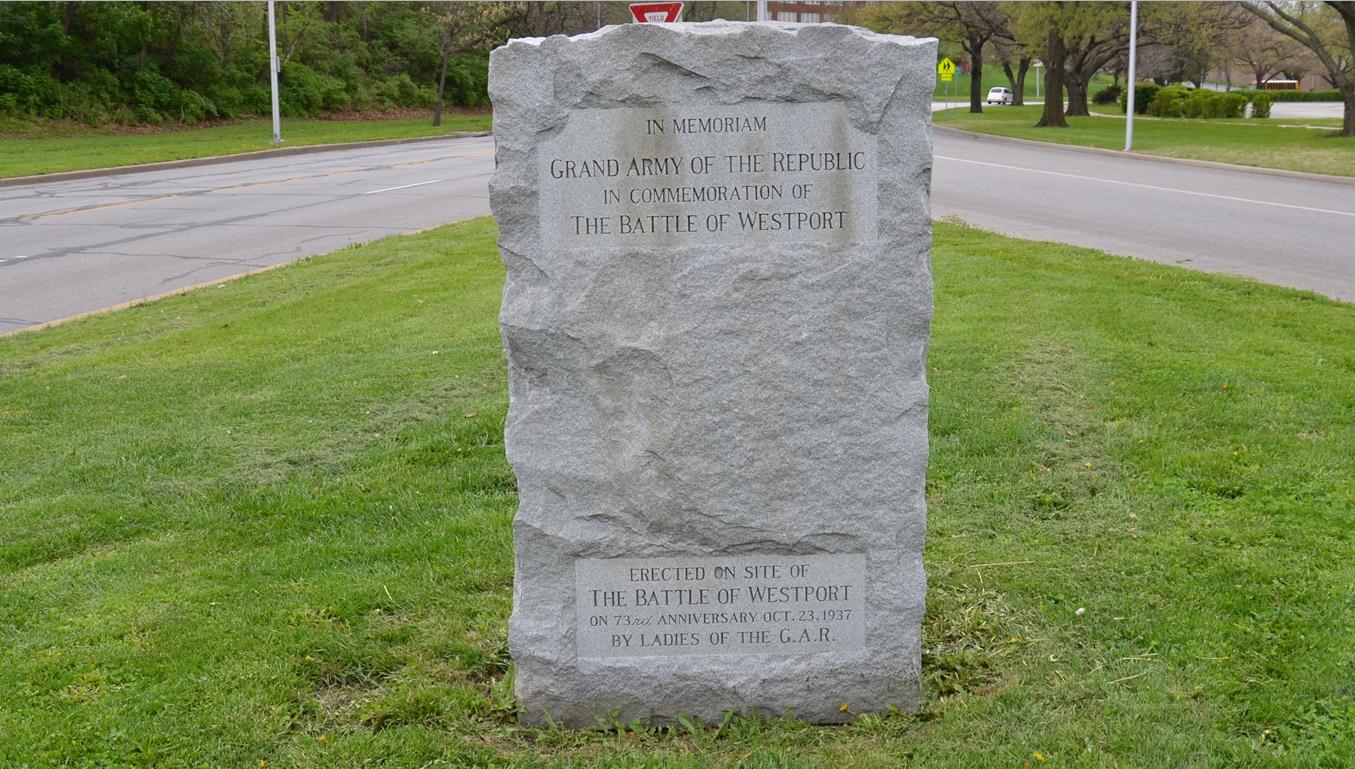 YIELD
IN MEMORIAM
GRAND ARMY OF THE REPUBLIC
IN COMMEMORATION OF
THE BATTLE OF WESTPORT
ERECTED ON SITE OF
THE BATTLE OF WESTPORT
ON 73rd ANNIVERSARY OCT. 23, 1937
BY LADIES OF THE G.A.R.